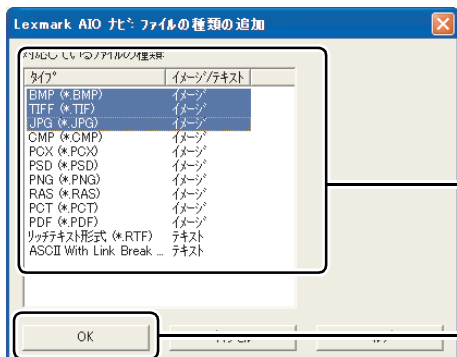 Lexmark AIO ナビ: ファイルの種類の追加
対応しているファイルの種類:
タイプ イメージ/テキスト
BMP (*.BMP) イメージ
TIFF (*.TIF) イメージ
JPG (*.JPG) イメージ
CMP (*.CMP) イメージ
PCX (*.PCX) イメージ
PSD (*.PSD) イメージ
PNG (*.PNG) イメージ
RAS (*.RAS) イメージ
PCT (*.PCT) イメージ
PDF (*.PDF) イメージ
リッチテキスト形式 (*.RTF) テキスト
ASCII With Link Break ... テキスト
OK